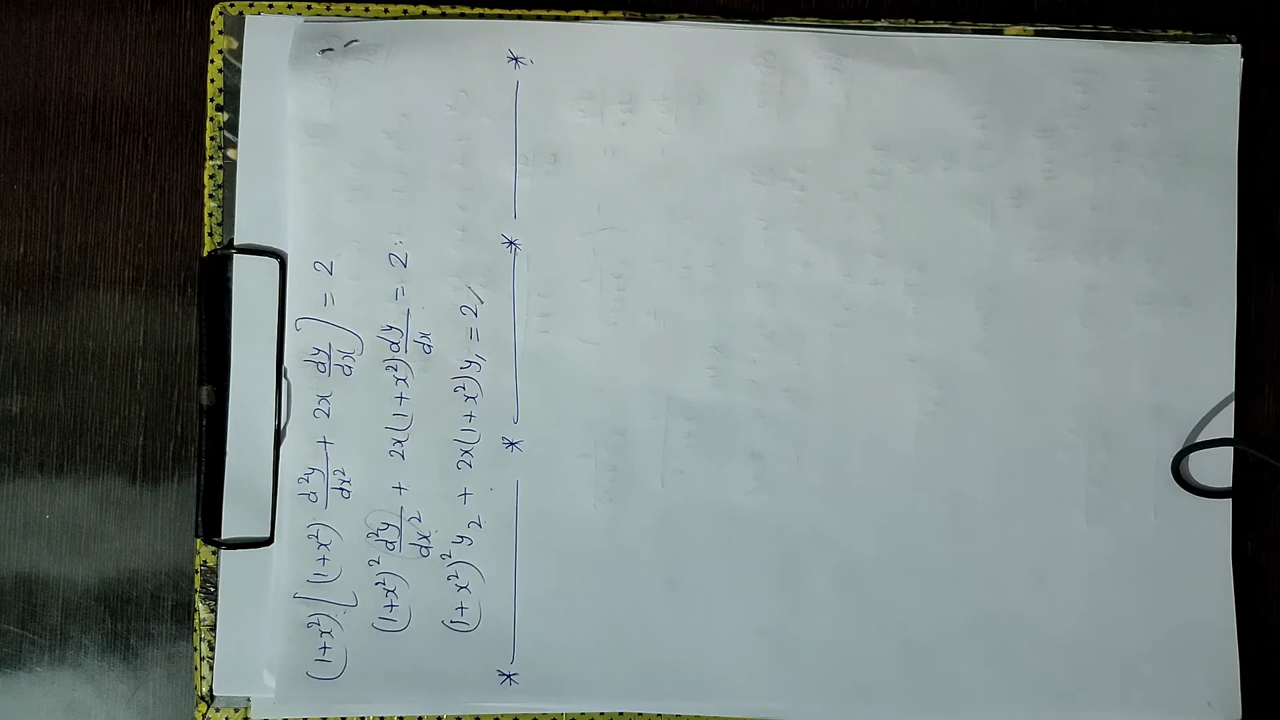 (1+x²) [(1+x²) d²y/dx² + 2x dy/dx] = 2
(1+x²)² d²y/dx² + 2x(1+x²) dy/dx = 2.
(1+x²)² y₂ + 2x(1+x²) y₁ = 2
* ——— * ——— * ——— *